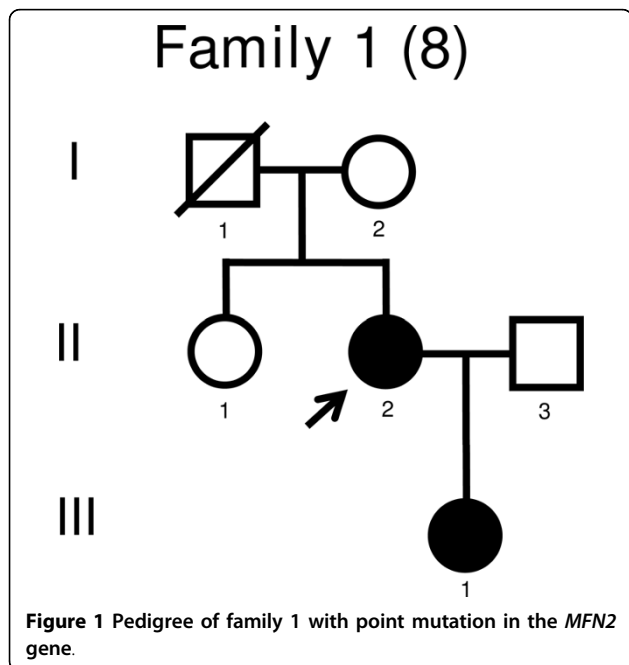 Family 1 (8)
I
1
2
II
1
2
3
III
1
Figure 1 Pedigree of family 1 with point mutation in the MFN2
gene.